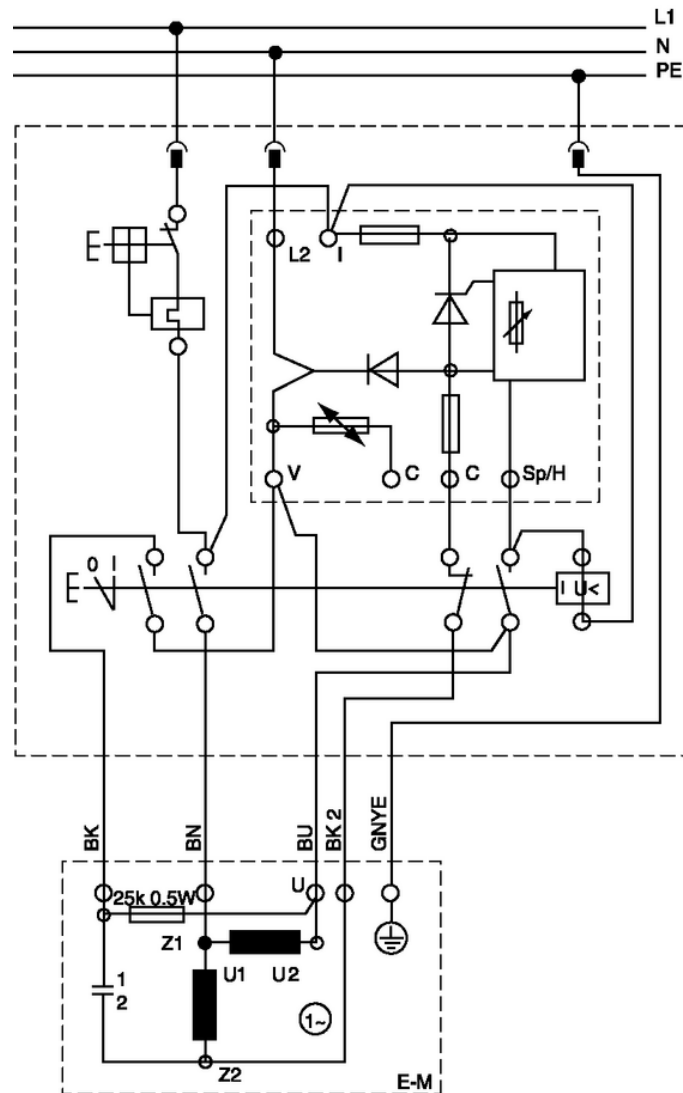 L1
N
PE
L2 I
V C C Sp/H
0 I
I U<
BK BN BU BK 2 GNYE
25k 0.5W U
Z1
U1 U2
1
2
1~
Z2
E-M